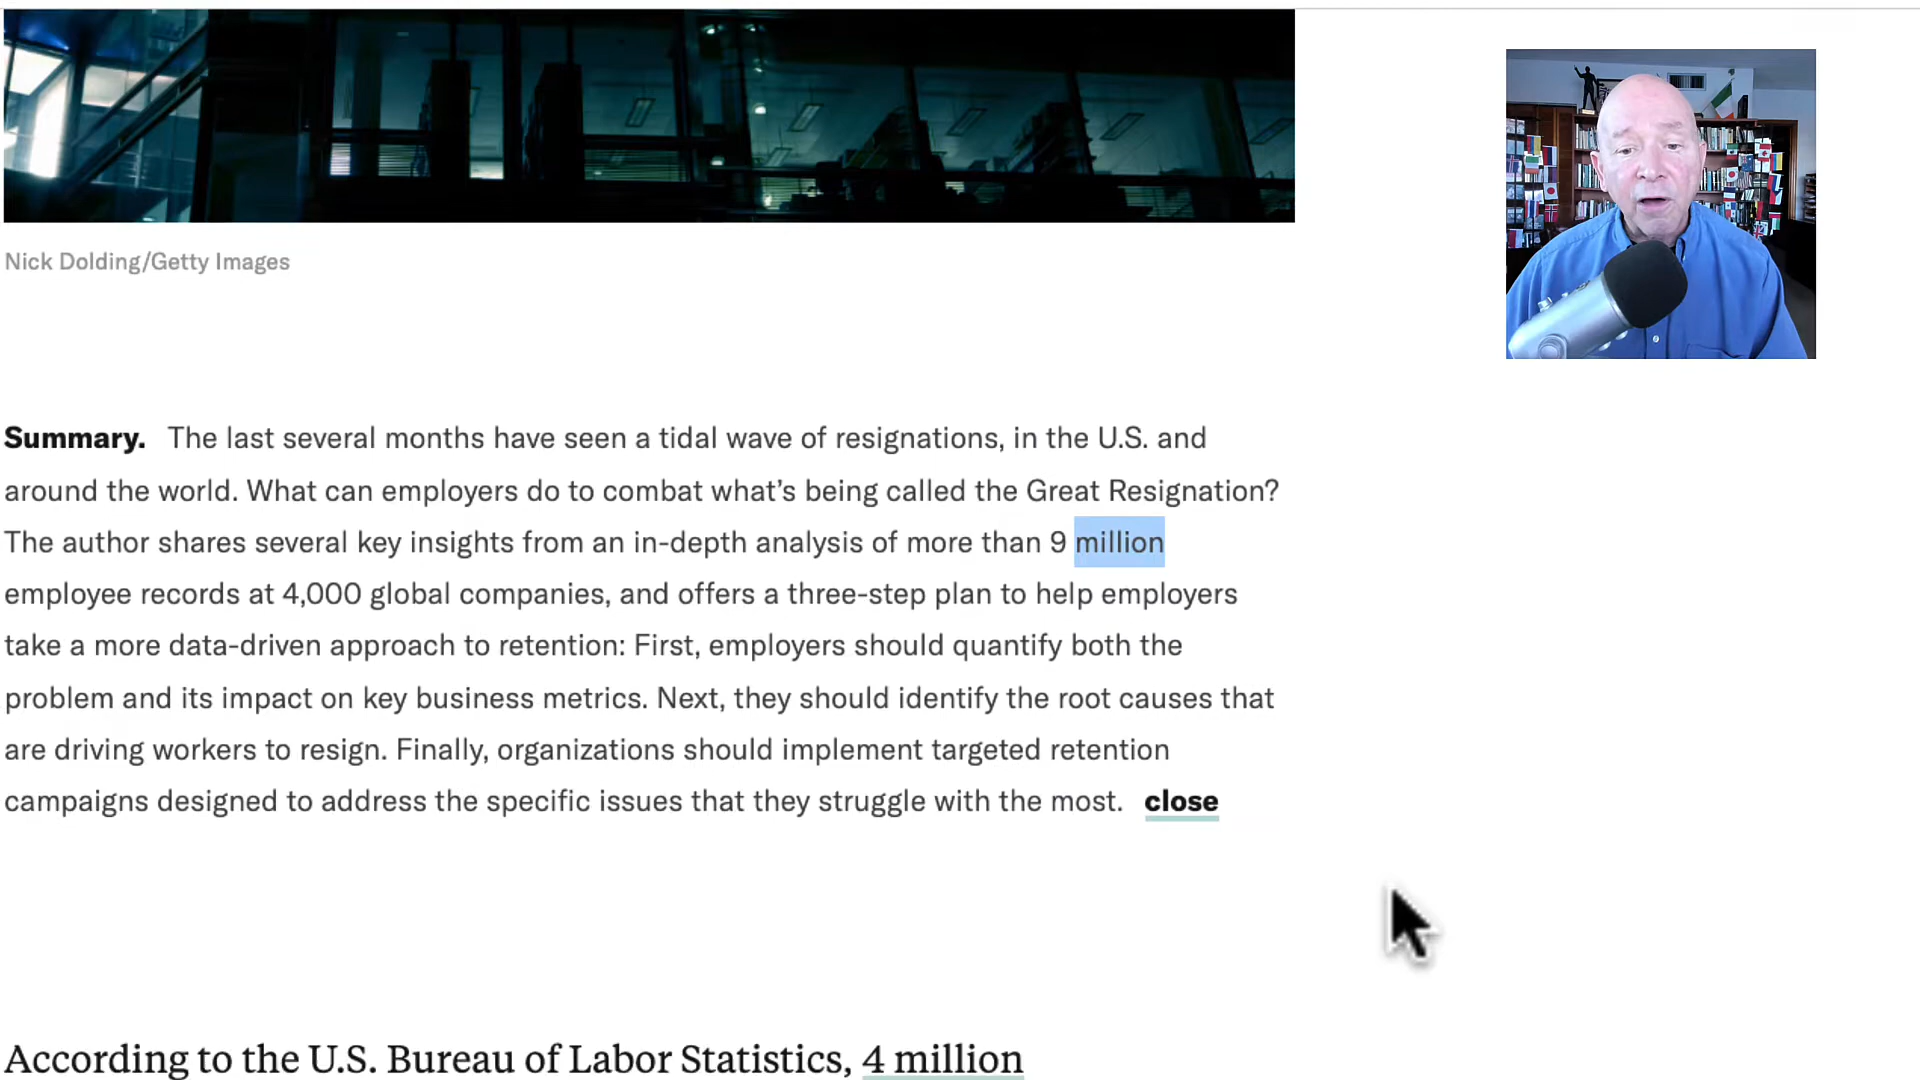 Nick Dolding/Getty Images
Summary. The last several months have seen a tidal wave of resignations, in the U.S. and
around the world. What can employers do to combat what's being called the Great Resignation?
The author shares several key insights from an in-depth analysis of more than 9 million
employee records at 4,000 global companies, and offers a three-step plan to help employers
take a more data-driven approach to retention: First, employers should quantify both the
problem and its impact on key business metrics. Next, they should identify the root causes that
are driving workers to resign. Finally, organizations should implement targeted retention
campaigns designed to address the specific issues that they struggle with the most. close
According to the U.S. Bureau of Labor Statistics, 4 million